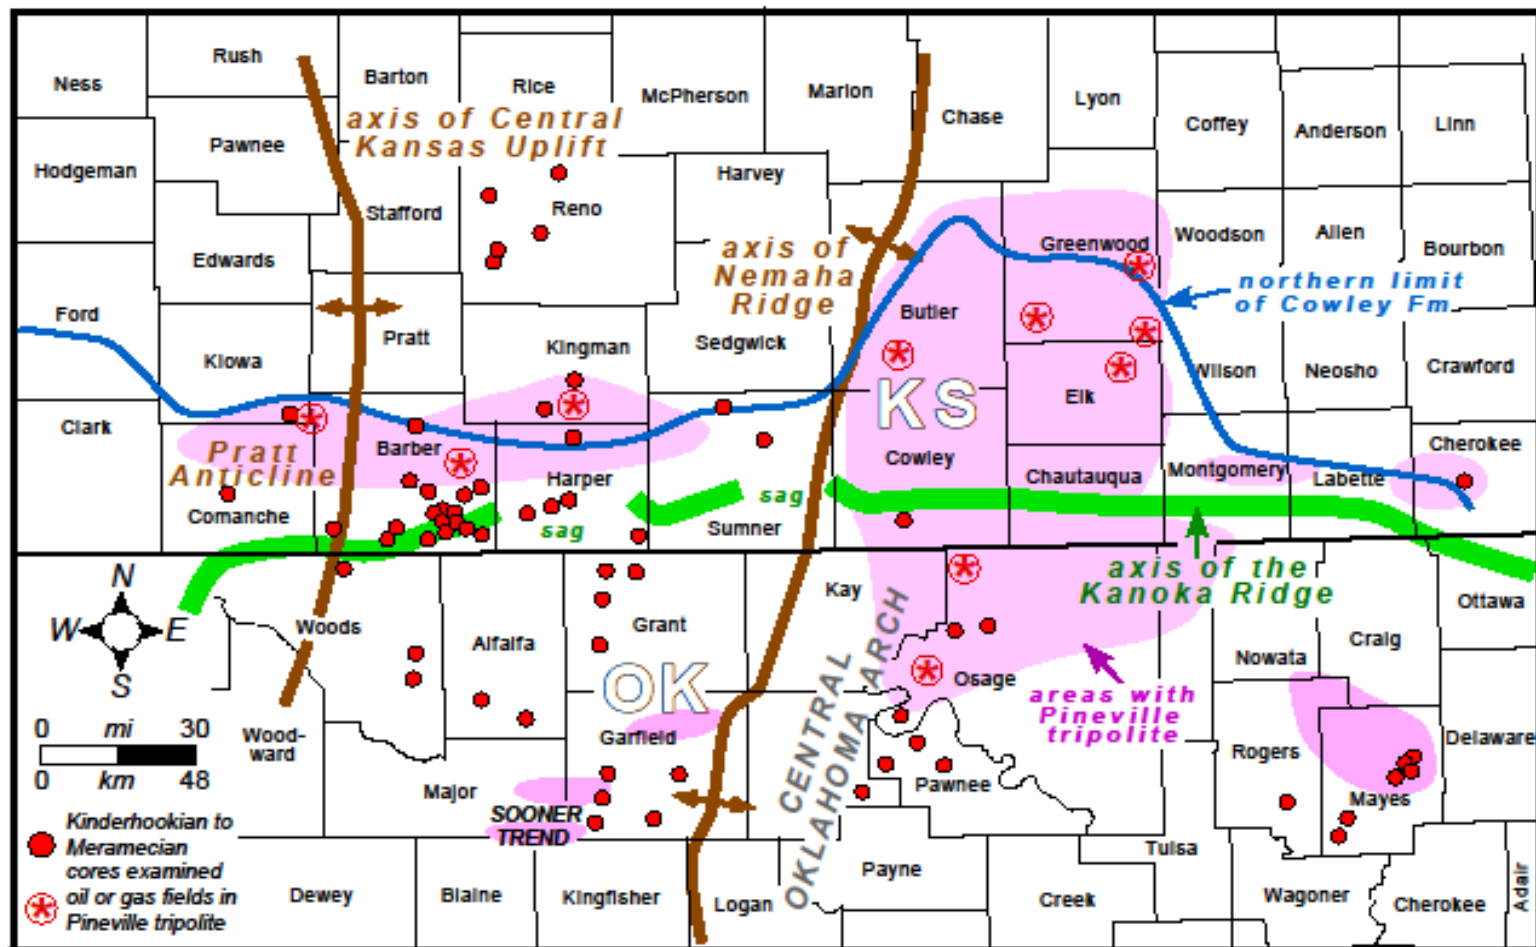 Ness
Rush
Barton
Rice
McPherson
Marion
Chase
Lyon
Coffey
Anderson
Linn
axis of Central
Kansas Uplift
Hodgeman
Pawnee
Stafford
Reno
Harvey
Edwards
axis of
Nemaha
Ridge
Greenwood
Woodson
Allen
Bourbon
northern limit
of Cowley Fm
Ford
Kiowa
Pratt
Kingman
Sedgwick
Butler
KS
Elk
Wilson
Neosho
Crawford
Clark
Pratt
Anticline
Barber
Harper
Cowley
Chautauqua
Montgomery
Labette
Cherokee
Comanche
sag
sag
Sumner
axis of the
Kanoka Ridge
N
W E
S
Woods
Alfalfa
Grant
OK
Kay
CENTRAL
OKLAHOMA ARCH
Osage
areas with
Pineville
tripolite
Nowata
Craig
Ottawa
0 mi 30
0 km 48
Wood-
ward
Major
Garfield
SOONER
TREND
Pawnee
Rogers
Mayes
Delaware
Kinderhookian to
Meramecian
cores examined
oil or gas fields in
Pineville tripolite
Dewey
Blaine
Kingfisher
Logan
Payne
Creek
Tulsa
Wagoner
Cherokee
Adair